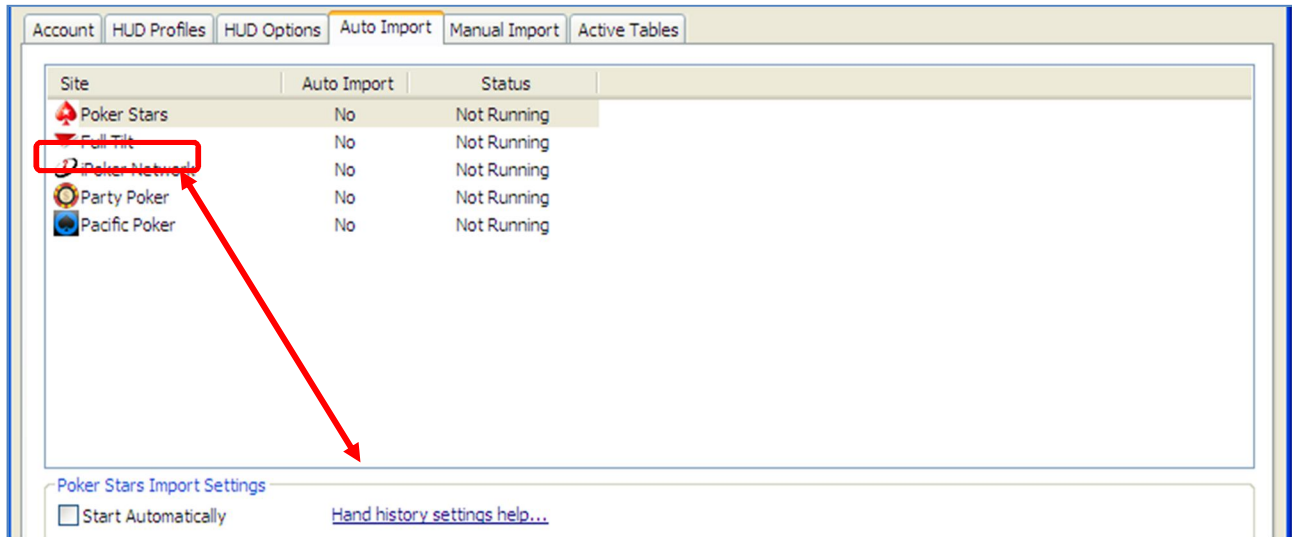 Account HUD Profiles HUD Options Auto Import Manual Import Active Tables
Site Auto Import Status
Poker Stars No Not Running
Full Tilt No Not Running
iPoker Network No Not Running
Party Poker No Not Running
Pacific Poker No Not Running
Poker Stars Import Settings
Start Automatically Hand history settings help...